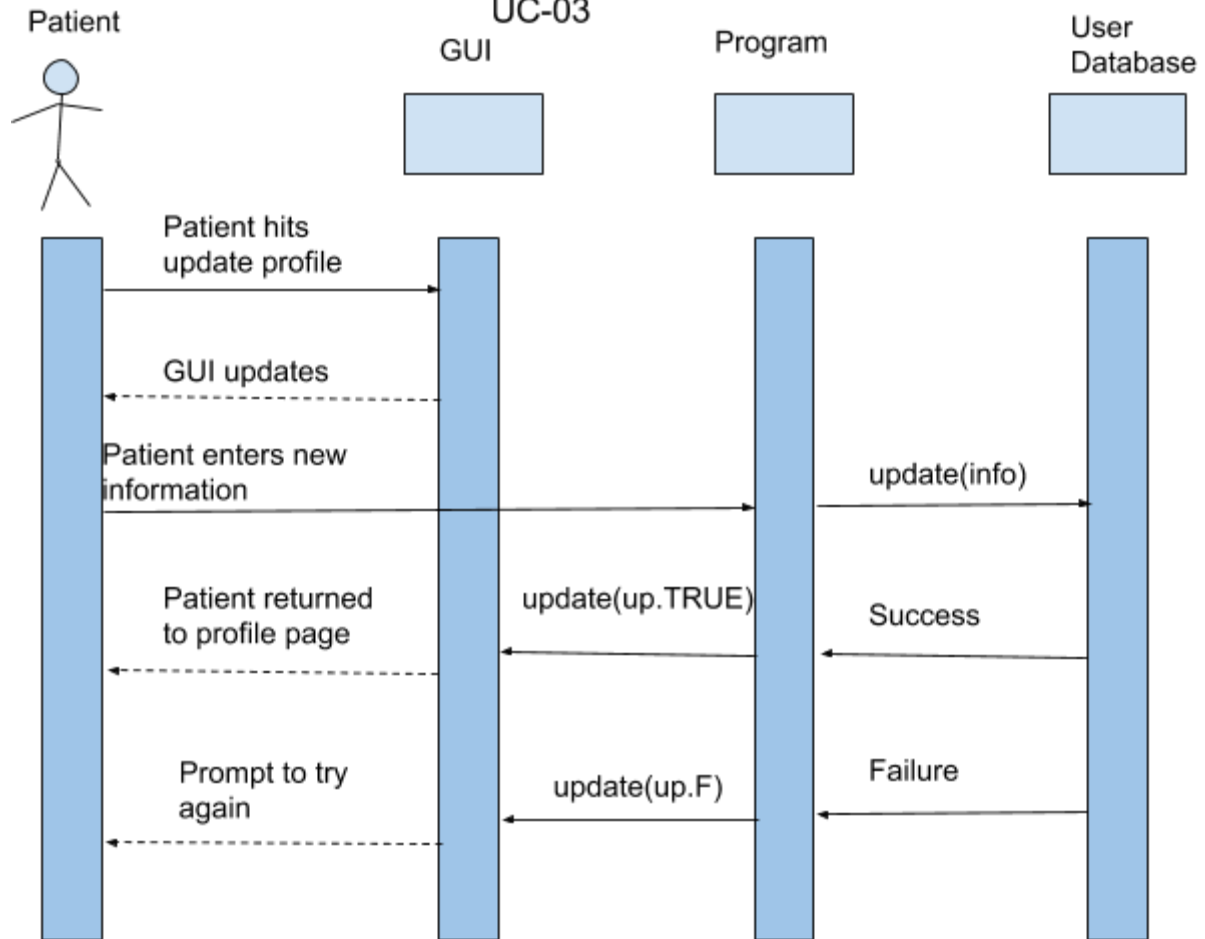 UC-03
Patient
GUI
Program
User
Database
Patient hits
update profile
GUI updates
Patient enters new
information
update(info)
Patient returned
to profile page
update(up.TRUE)
Success
Prompt to try
again
update(up.F)
Failure